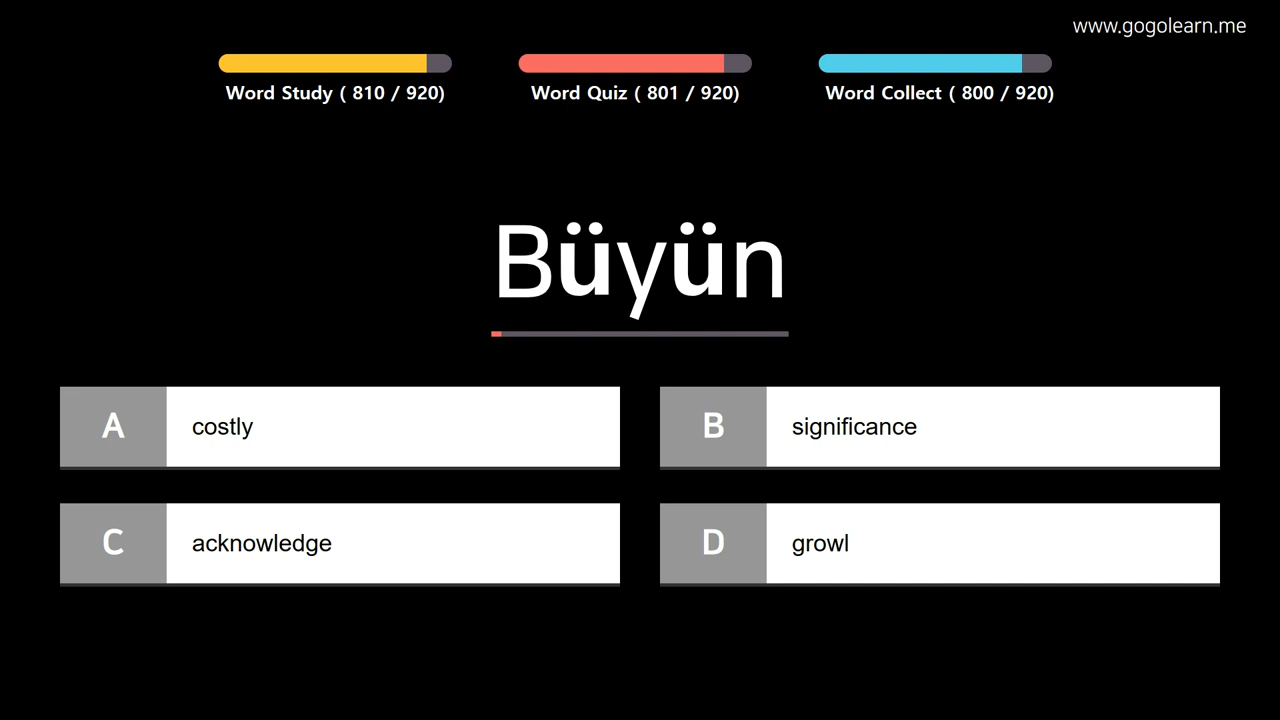 www.gogolearn.me
Word Study ( 810 / 920)
Word Quiz ( 801 / 920)
Word Collect ( 800 / 920)
Büyün
A costly
B significance
C acknowledge
D growl